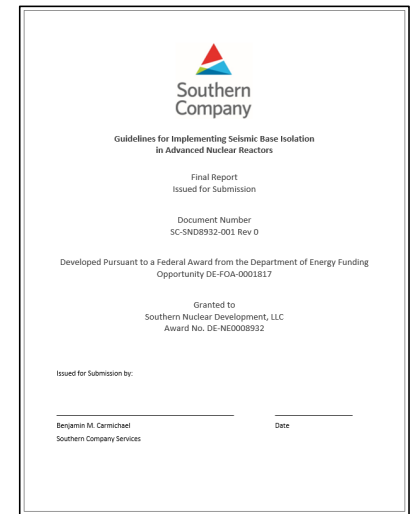 Southern
Company
Guidelines for Implementing Seismic Base Isolation
in Advanced Nuclear Reactors
Final Report
Issued for Submission
Document Number
SC-SND8932-001 Rev 0
Developed Pursuant to a Federal Award from the Department of Energy Funding
Opportunity DE-FOA-0001817
Granted to
Southern Nuclear Development, LLC
Award No. DE-NE0008932
Issued for Submission by:
Benjamin M. Carmichael Date
Southern Company Services